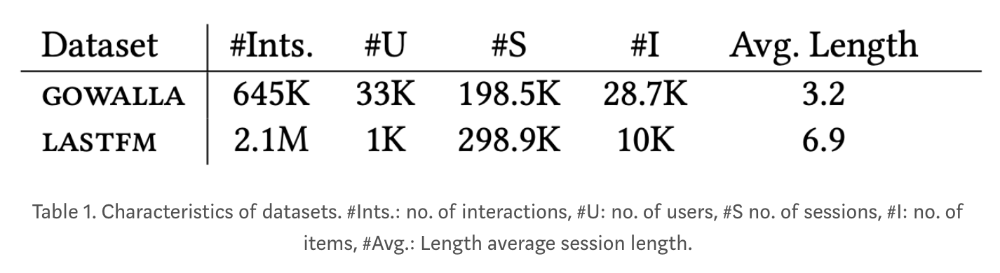 Dataset #Ints. #U #S #I Avg. Length
GOWALLA 645K 33K 198.5K 28.7K 3.2
LASTFM 2.1M 1K 298.9K 10K 6.9
Table 1. Characteristics of datasets. #Ints.: no. of interactions, #U: no. of users, #S no. of sessions, #I: no. of
items, #Avg.: Length average session length.